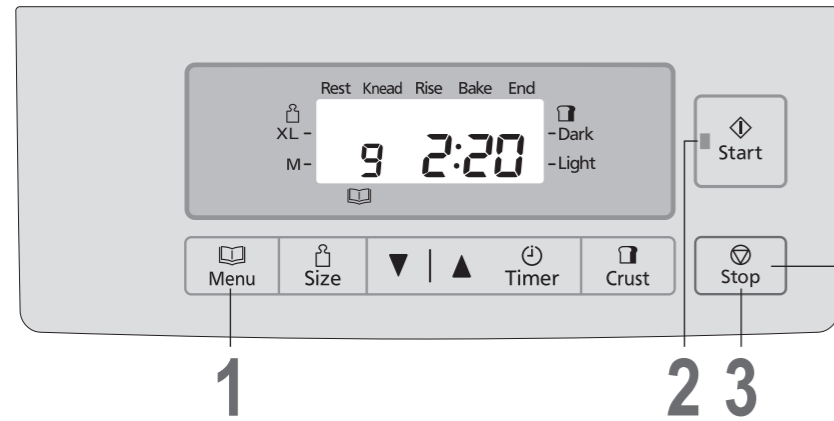 Rest Knead Rise Bake End
XL -
- Dark
M -
9 2:20
- Light
Start
Menu
Size
Timer
Crust
Stop
1
2
3